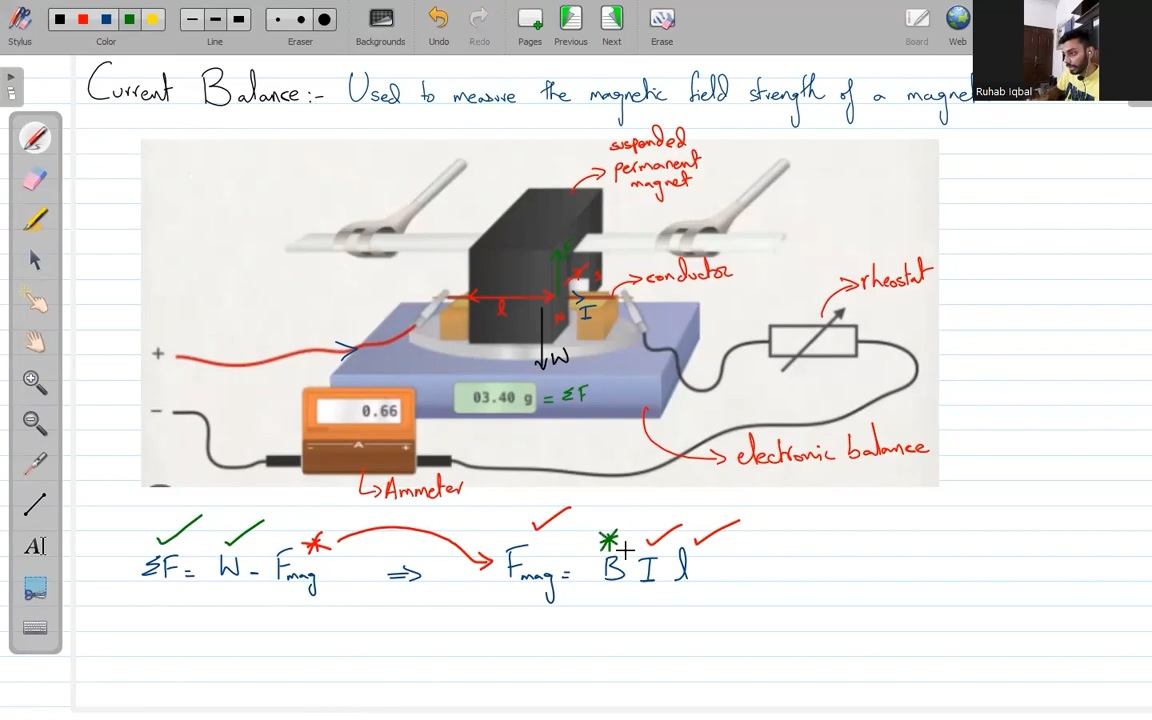 Stylus Color Line Eraser Backgrounds Undo Redo Pages Previous Next Erase Board Web
Ruhab Iqbal
Current Balance:- Used to measure the magnetic field strength of a magnet
suspended
permanent
magnet
conductor
rheostat
l
I
W
+
-
03.40 g = ΣF
0.66
- A +
electronic balance
Ammeter
ΣF = W - Fmag ⇒ Fmag = B I l